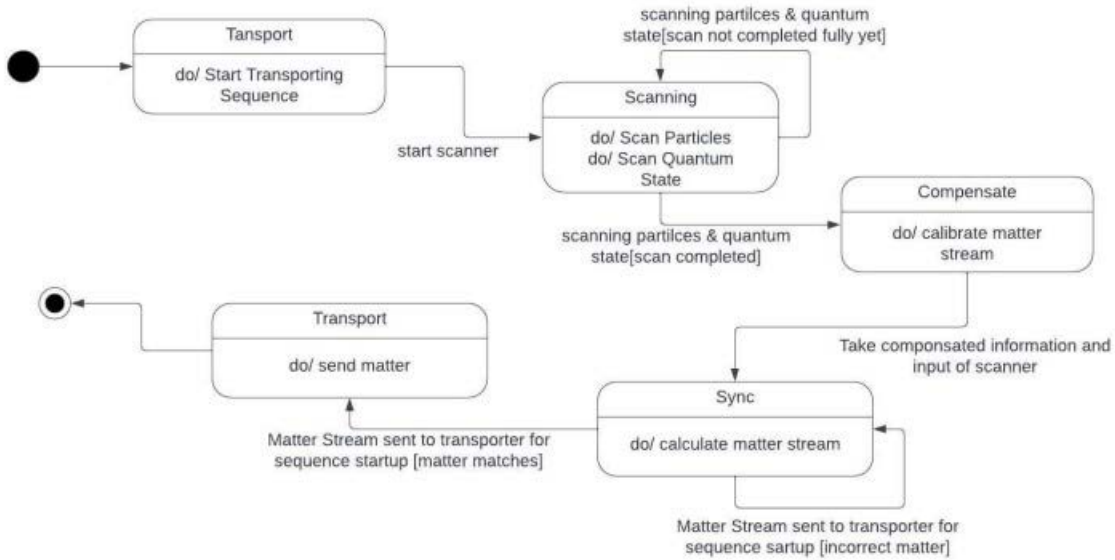 Tansport
do/ Start Transporting
Sequence
start scanner
scanning partilces & quantum
state[scan not completed fully yet]
Scanning
do/ Scan Particles
do/ Scan Quantum
State
scanning partilces & quantum
state[scan completed]
Compensate
do/ calibrate matter
stream
Take componsated information and
input of scanner
Sync
do/ calculate matter stream
Matter Stream sent to transporter for
sequence sartup [incorrect matter]
Matter Stream sent to transporter for
sequence startup [matter matches]
Transport
do/ send matter